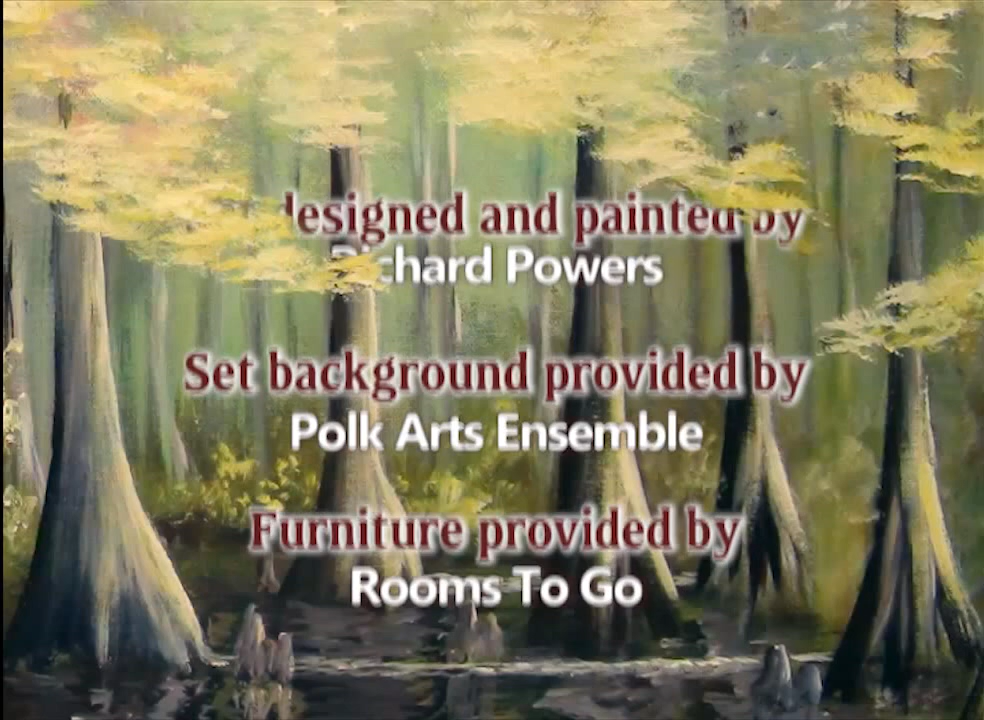 designed and painted by
Richard Powers
Set background provided by
Polk Arts Ensemble
Furniture provided by
Rooms To Go